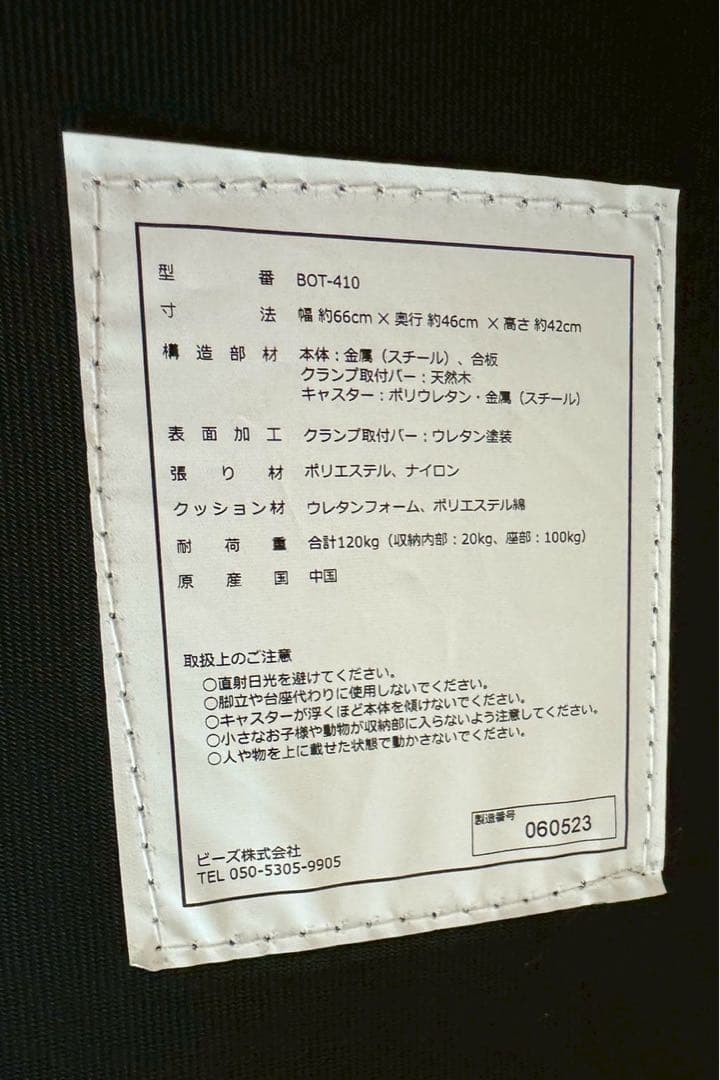 型番 BOT-410
寸法 幅 約66cm × 奥行 約46cm × 高さ 約42cm
構造部材 本体：金属（スチール）、合板
クランプ取付バー：天然木
キャスター：ポリウレタン・金属（スチール）
表面加工 クランプ取付バー：ウレタン塗装
張り材 ポリエステル、ナイロン
クッション材 ウレタンフォーム、ポリエステル綿
耐荷重 合計120kg（収納内部：20kg、座部：100kg）
原産国 中国
取扱上のご注意
○直射日光を避けてください。
○脚立や台座代わりに使用しないでください。
○キャスターが浮くほど本体を傾けないでください。
○小さなお子様や動物が収納部に入らないよう注意してください。
○人や物を上に載せた状態で動かさないでください。
製造番号 060523
ビーズ株式会社
TEL 050-5305-9905